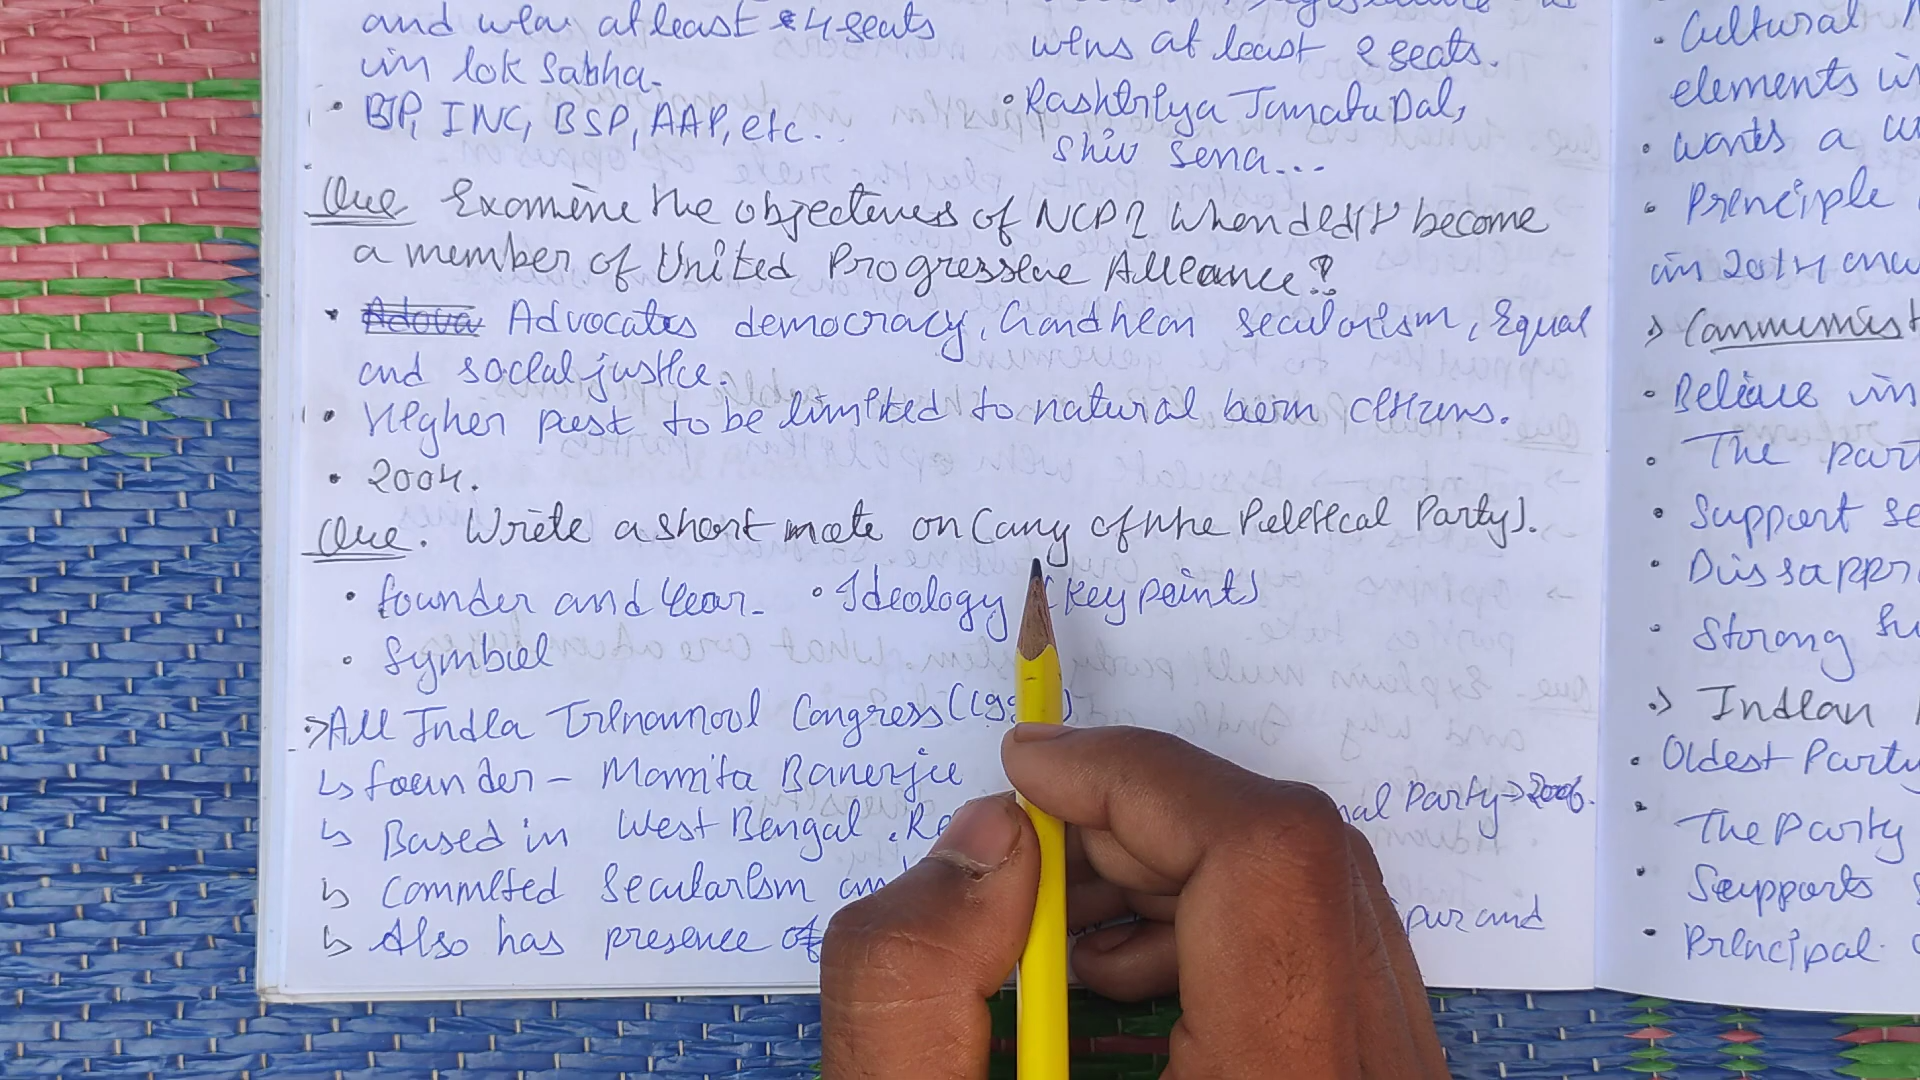 and win at least 4 seats
in lok Sabha.
• BJP, INC, BSP, AAP, etc..
wins at least 2 seats.
• Rashtriya Janata Dal,
Shiv Sena...
Que Examine the objectives of NCP? When did it become
a member of United Progressive Alliance?
• Advocates democracy, Gandhian secularism, Equal
and social justice.
• Higher post to be limited to natural born citizens.
• 2004.
Que. Write a short note on (any of the Political Party).
• founder and Year. • Ideology (Key points)
• Symbol
All India Trinamool Congress (
↳ founder - Mamita Banerjee
↳ Based in West Bengal.
Party → 2006.
↳ Committed Secularism
↳ Also has presence of
and
• Cultural
elements in
• wants a
• Principle
in 20th
Communist
• Believe in
• The
• Support
•
• Strong
→ Indian
• Oldest Party
• The Party
Supports
• Principal